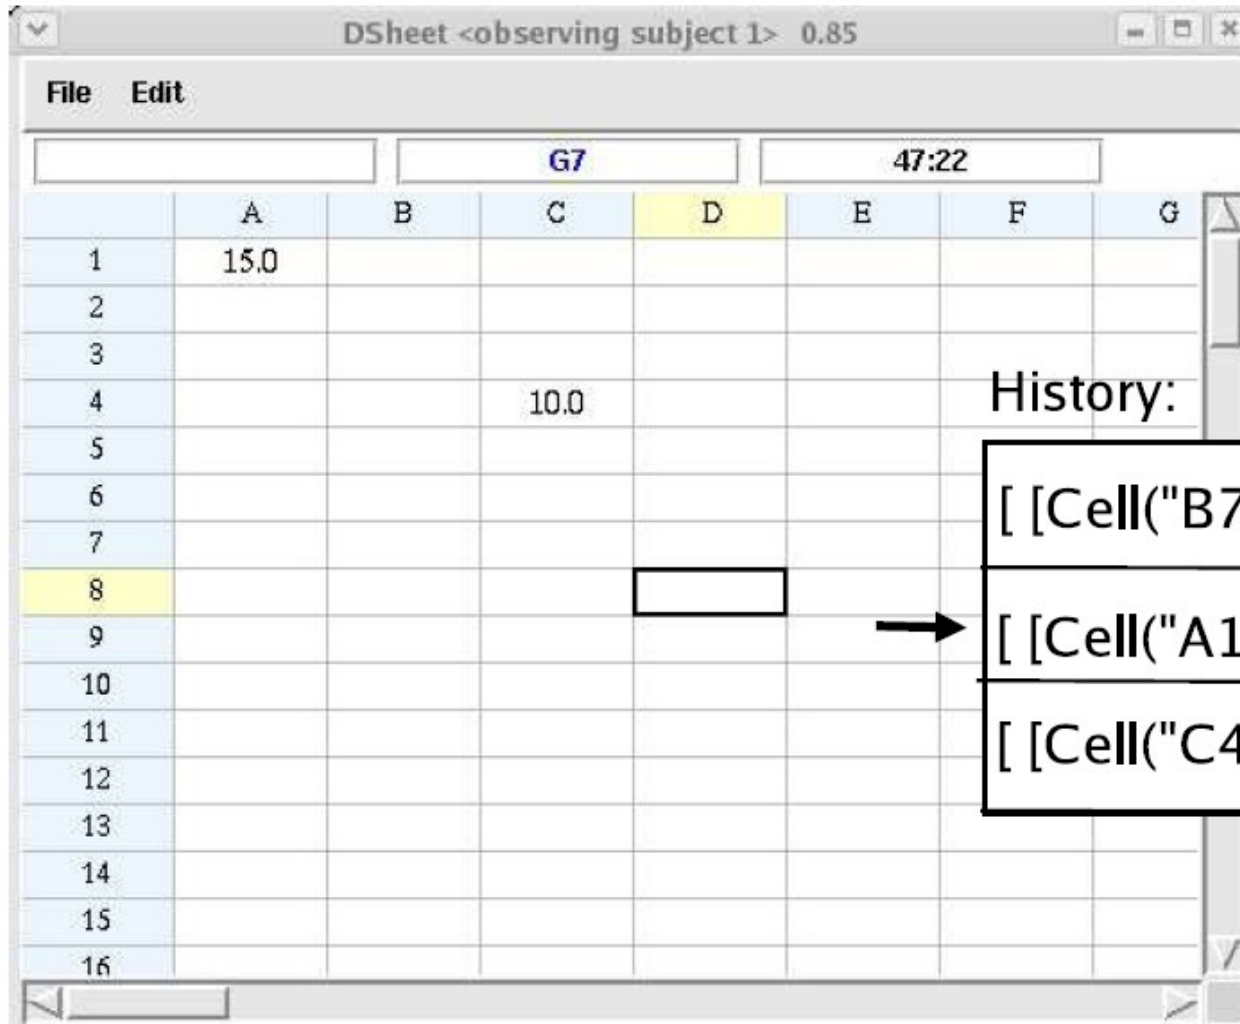 DSheet <observing subject 1> 0.85
File Edit
G7 47:22
A B C D E F G
1 15.0
2
3
4 10.0
History:
5
6 [ [Cell("B7
7
8
9 [ [Cell("A1
10
11 [ [Cell("C4
12
13
14
15
16